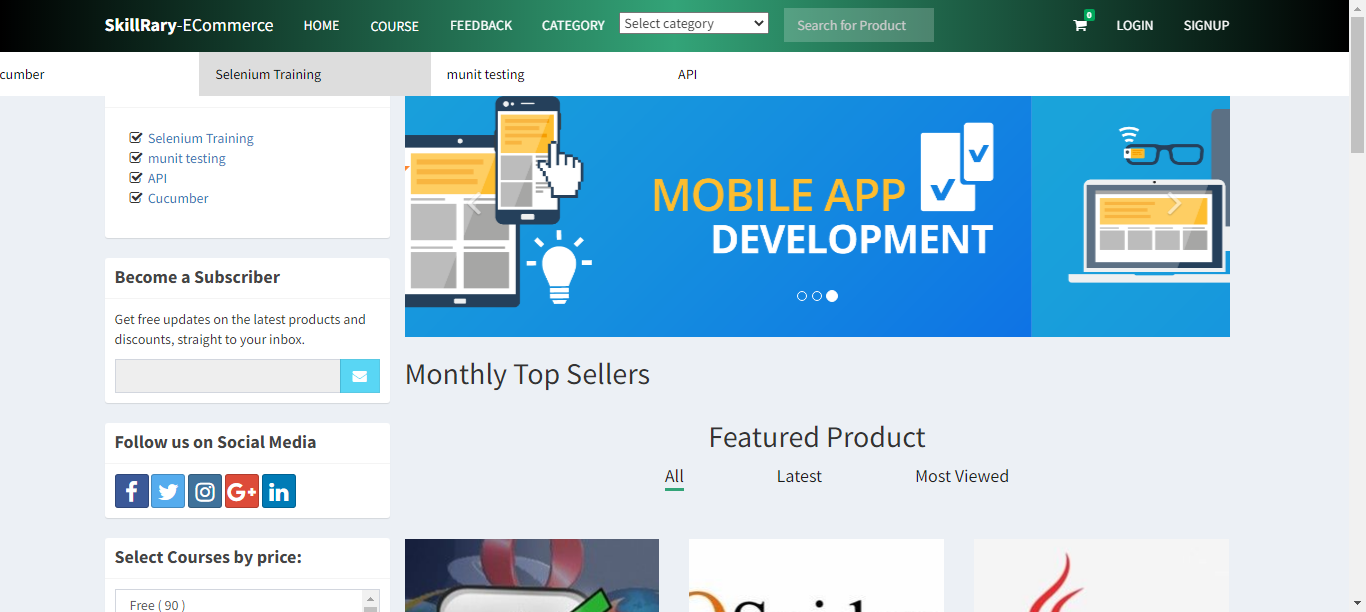 SkillRary-ECommerce HOME COURSE FEEDBACK CATEGORY Select category Search for Product 0 LOGIN SIGNUP
cumber Selenium Training munit testing API
Selenium Training
munit testing
API
Cucumber
MOBILE APP
DEVELOPMENT
Become a Subscriber
Get free updates on the latest products and
discounts, straight to your inbox.
Follow us on Social Media
f G+ in
Select Courses by price:
Free ( 90 )
Monthly Top Sellers
Featured Product
All Latest Most Viewed